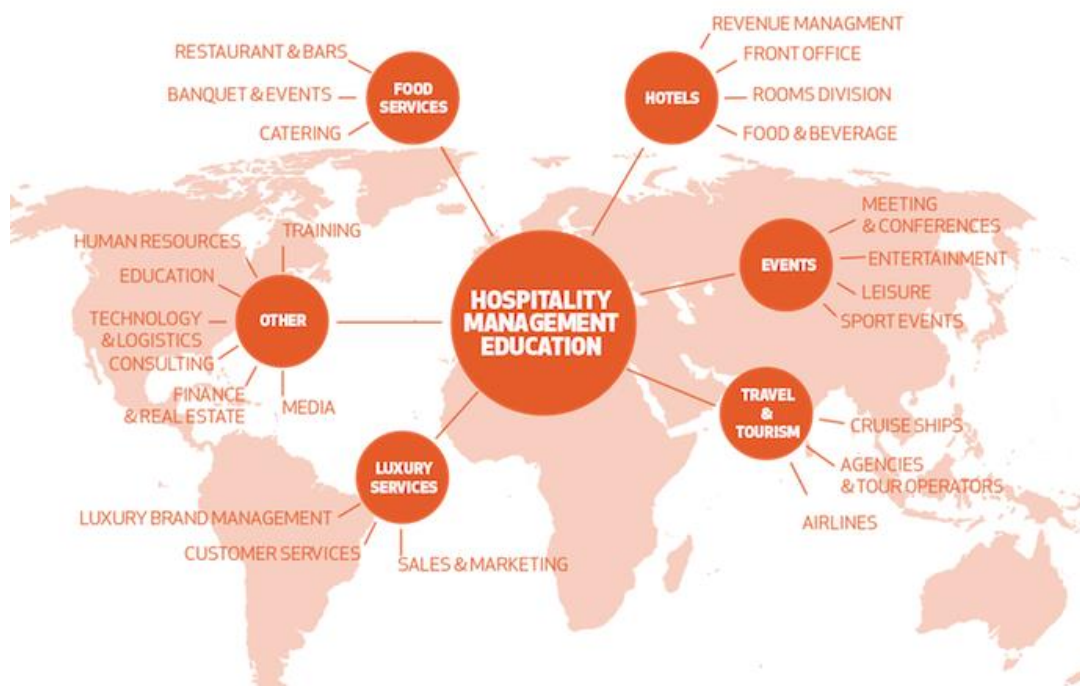 RESTAURANT & BARS
BANQUET & EVENTS
CATERING
FOOD
SERVICES
REVENUE MANAGMENT
FRONT OFFICE
ROOMS DIVISION
FOOD & BEVERAGE
HOTELS
MEETING
& CONFERENCES
ENTERTAINMENT
LEISURE
SPORT EVENTS
EVENTS
HUMAN RESOURCES
TRAINING
EDUCATION
TECHNOLOGY
& LOGISTICS
CONSULTING
FINANCE
& REAL ESTATE
MEDIA
OTHER
HOSPITALITY
MANAGEMENT
EDUCATION
TRAVEL
&
TOURISM
CRUISE SHIPS
AGENCIES
& TOUR OPERATORS
AIRLINES
LUXURY
SERVICES
LUXURY BRAND MANAGEMENT
CUSTOMER SERVICES
SALES & MARKETING